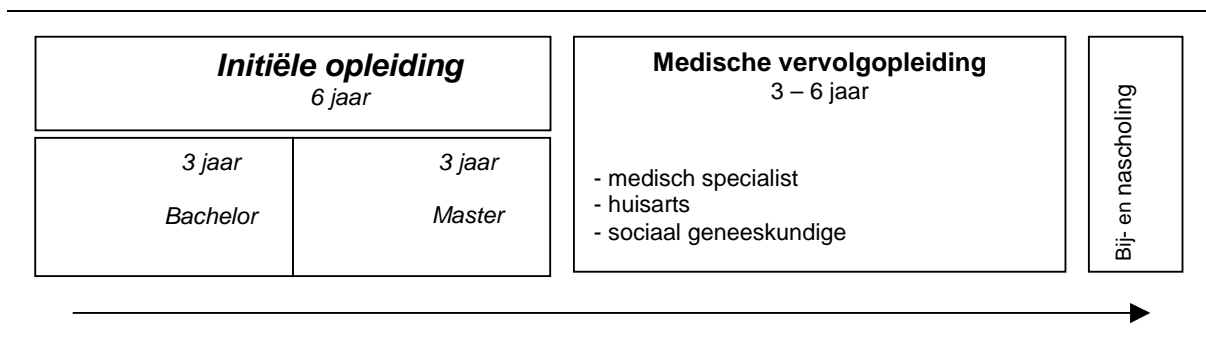 Initiële opleiding
6 jaar
3 jaar
Bachelor
3 jaar
Master
Medische vervolgopleiding
3 – 6 jaar
- medisch specialist
- huisarts
- sociaal geneeskundige
Bij- en nascholing